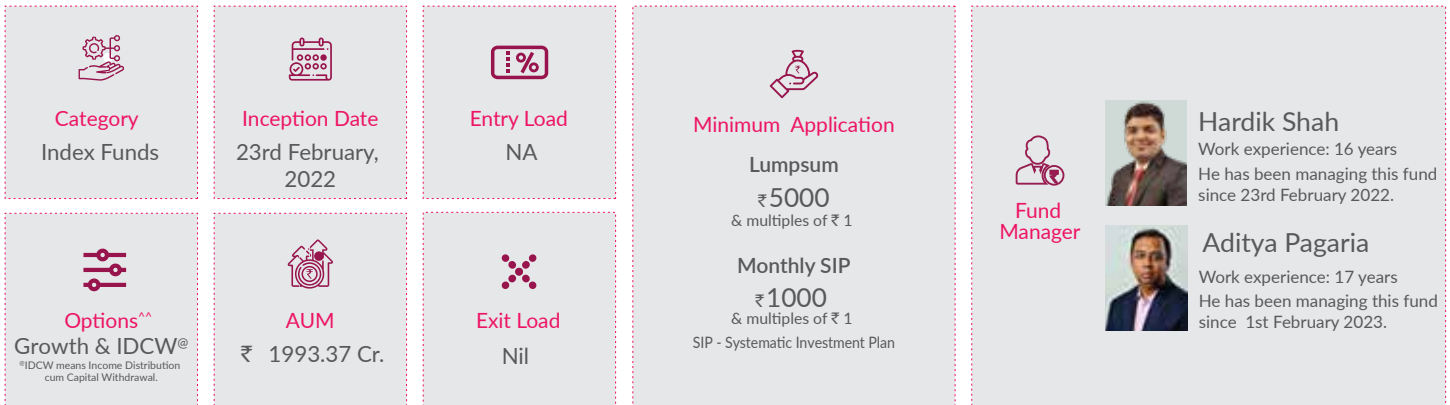 Category
Index Funds
Inception Date
23rd February,
2022
Entry Load
NA
Options^^
Growth & IDCW@
@IDCW means Income Distribution
cum Capital Withdrawal.
AUM
₹ 1993.37 Cr.
Exit Load
Nil
Minimum Application
Lumpsum
₹5000
& multiples of ₹ 1
Monthly SIP
₹1000
& multiples of ₹ 1
SIP - Systematic Investment Plan
Fund
Manager
Hardik Shah
Work experience: 16 years
He has been managing this fund
since 23rd February 2022.
Aditya Pagaria
Work experience: 17 years
He has been managing this fund
since 1st February 2023.